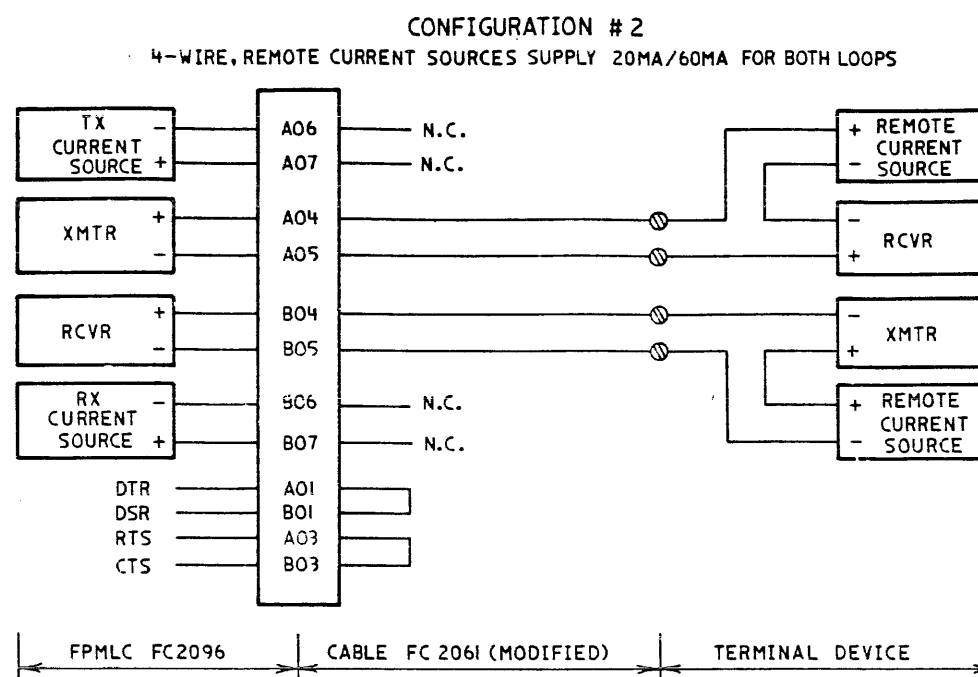 CONFIGURATION #2
4-WIRE, REMOTE CURRENT SOURCES SUPPLY 20MA/60MA FOR BOTH LOOPS
TX CURRENT SOURCE
-
+
A06
A07
N.C.
N.C.
+
-
REMOTE CURRENT SOURCE
XMTR
+
-
A04
A05
-
+
RCVR
RCVR
+
-
B04
B05
-
+
XMTR
RX CURRENT SOURCE
-
+
BC6
B07
N.C.
N.C.
+
-
REMOTE CURRENT SOURCE
DTR
A01
DSR
B01
RTS
A03
CTS
B03
FPMLC FC2096
CABLE FC 2061 (MODIFIED)
TERMINAL DEVICE